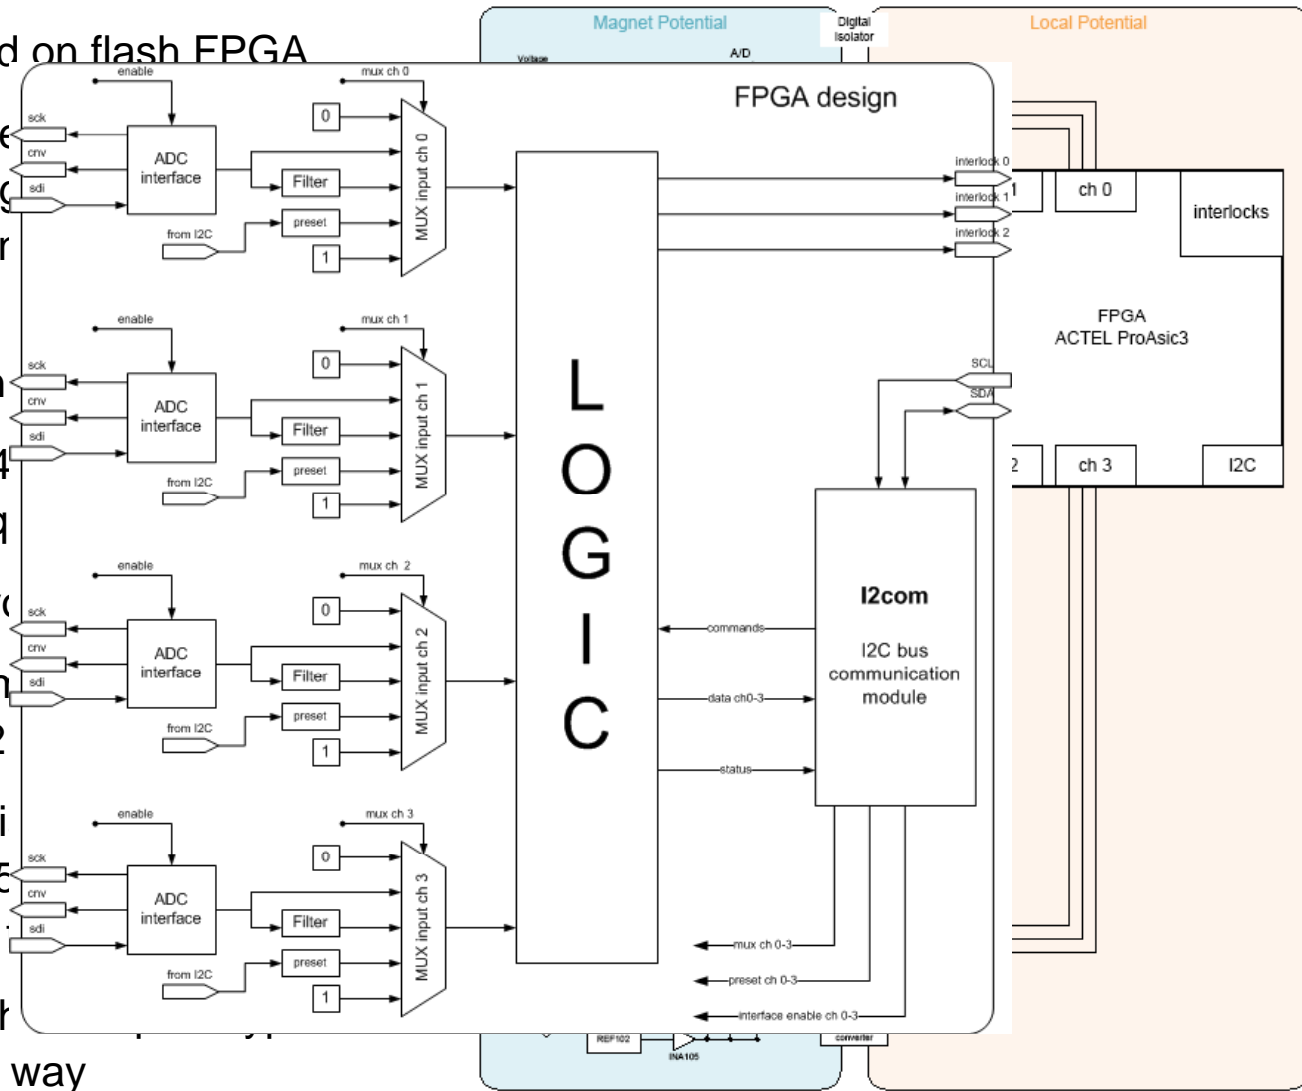 Magnet Potential
Digital
Isolator
Local Potential
d on flash FPGA
Voltage
A/D
FPGA design
enable
mux ch 0
sck
cnv
sdi
ADC
interface
0
Filter
preset
from I2C
1
MUX input ch 0
enable
mux ch 1
sck
cnv
sdi
ADC
interface
0
Filter
preset
from I2C
1
MUX input ch 1
enable
mux ch 2
sck
cnv
sdi
ADC
interface
0
Filter
preset
from I2C
1
MUX input ch 2
enable
mux ch 3
sck
cnv
sdi
ADC
interface
0
Filter
preset
from I2C
1
MUX input ch 3
LOGIC
interlock 0
interlock 1
interlock 2
SCL
SDA
I2com
I2C bus
communication
module
commands
data ch0-3
status
mux ch 0-3
preset ch 0-3
interface enable ch 0-3
1
ch 0
interlocks
FPGA
ACTEL ProAsic3
2
ch 3
I2C
REF102
INA105
converter
way